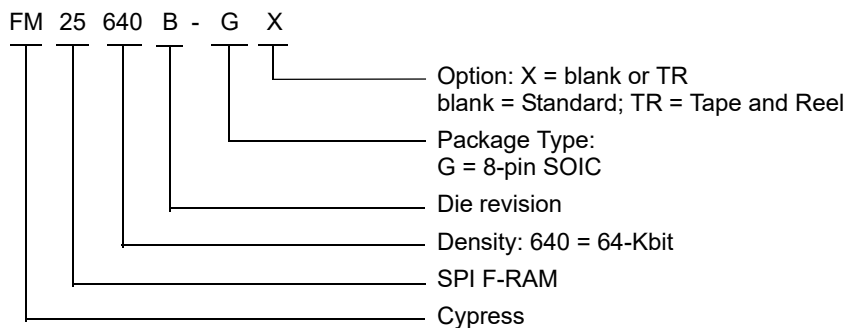 FM 25 640 B - G X
Option: X = blank or TR
blank = Standard; TR = Tape and Reel
Package Type:
G = 8-pin SOIC
Die revision
Density: 640 = 64-Kbit
SPI F-RAM
Cypress